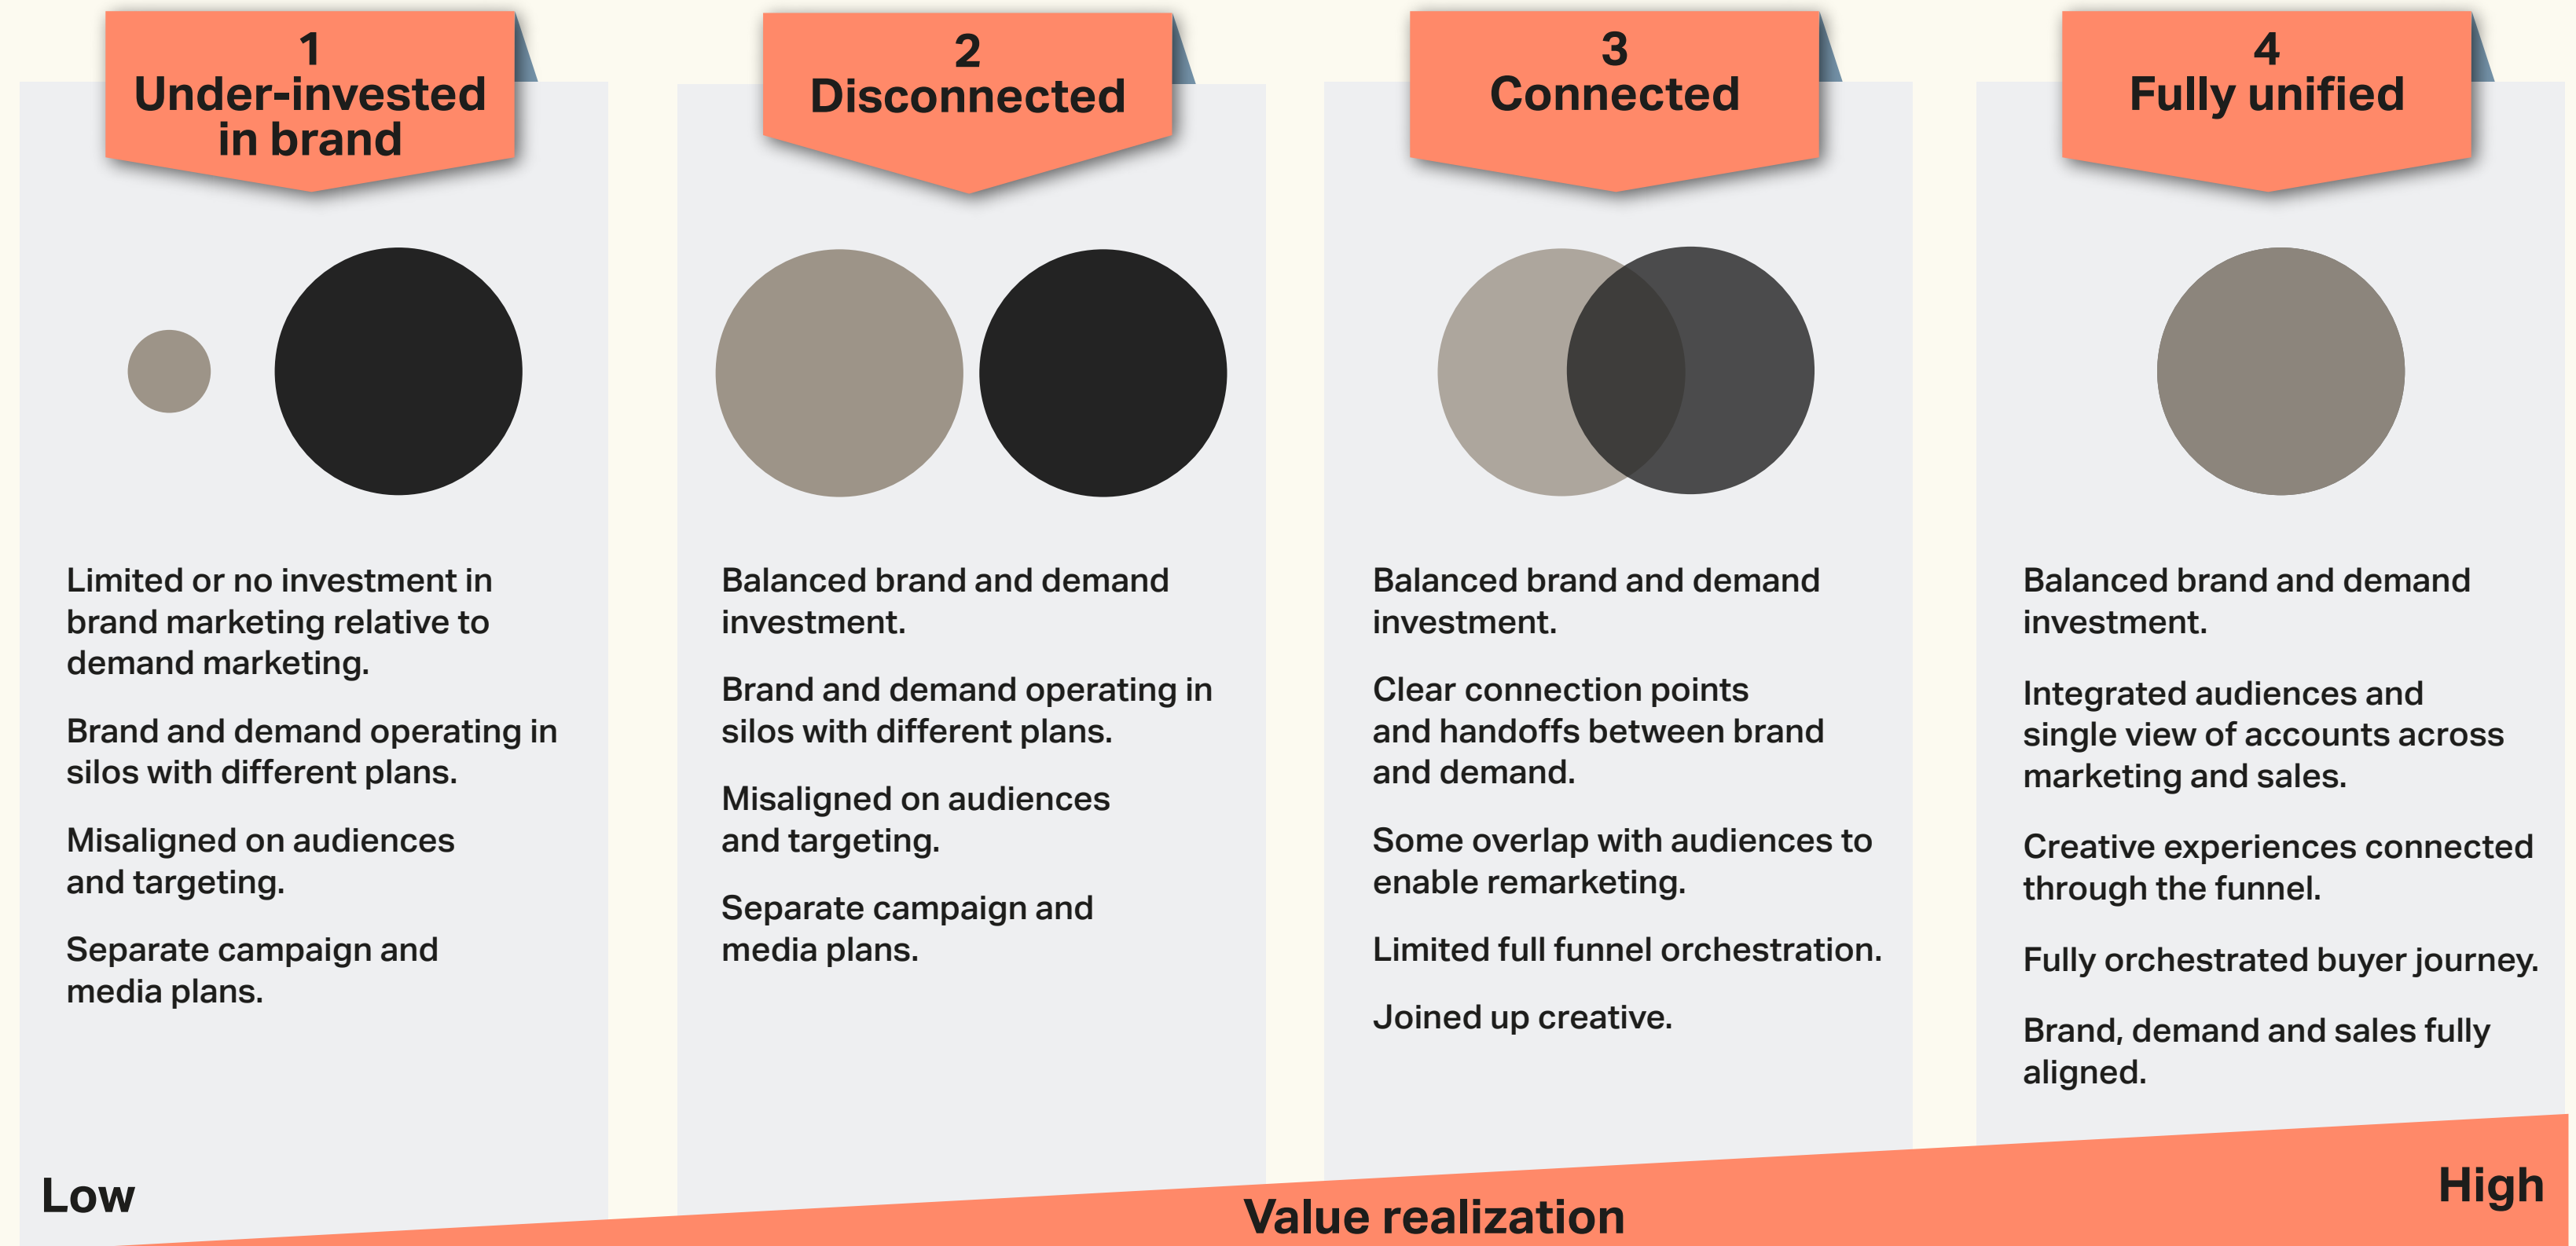 1
Under-invested
in brand
Limited or no investment in
brand marketing relative to
demand marketing.
Brand and demand operating in
silos with different plans.
Misaligned on audiences
and targeting.
Separate campaign and
media plans.
2
Disconnected
Balanced brand and demand
investment.
Brand and demand operating in
silos with different plans.
Misaligned on audiences
and targeting.
Separate campaign and
media plans.
3
Connected
Balanced brand and demand
investment.
Clear connection points
and handoffs between brand
and demand.
Some overlap with audiences to
enable remarketing.
Limited full funnel orchestration.
Joined up creative.
4
Fully unified
Balanced brand and demand
investment.
Integrated audiences and
single view of accounts across
marketing and sales.
Creative experiences connected
through the funnel.
Fully orchestrated buyer journey.
Brand, demand and sales fully
aligned.
Low
Value realization
High